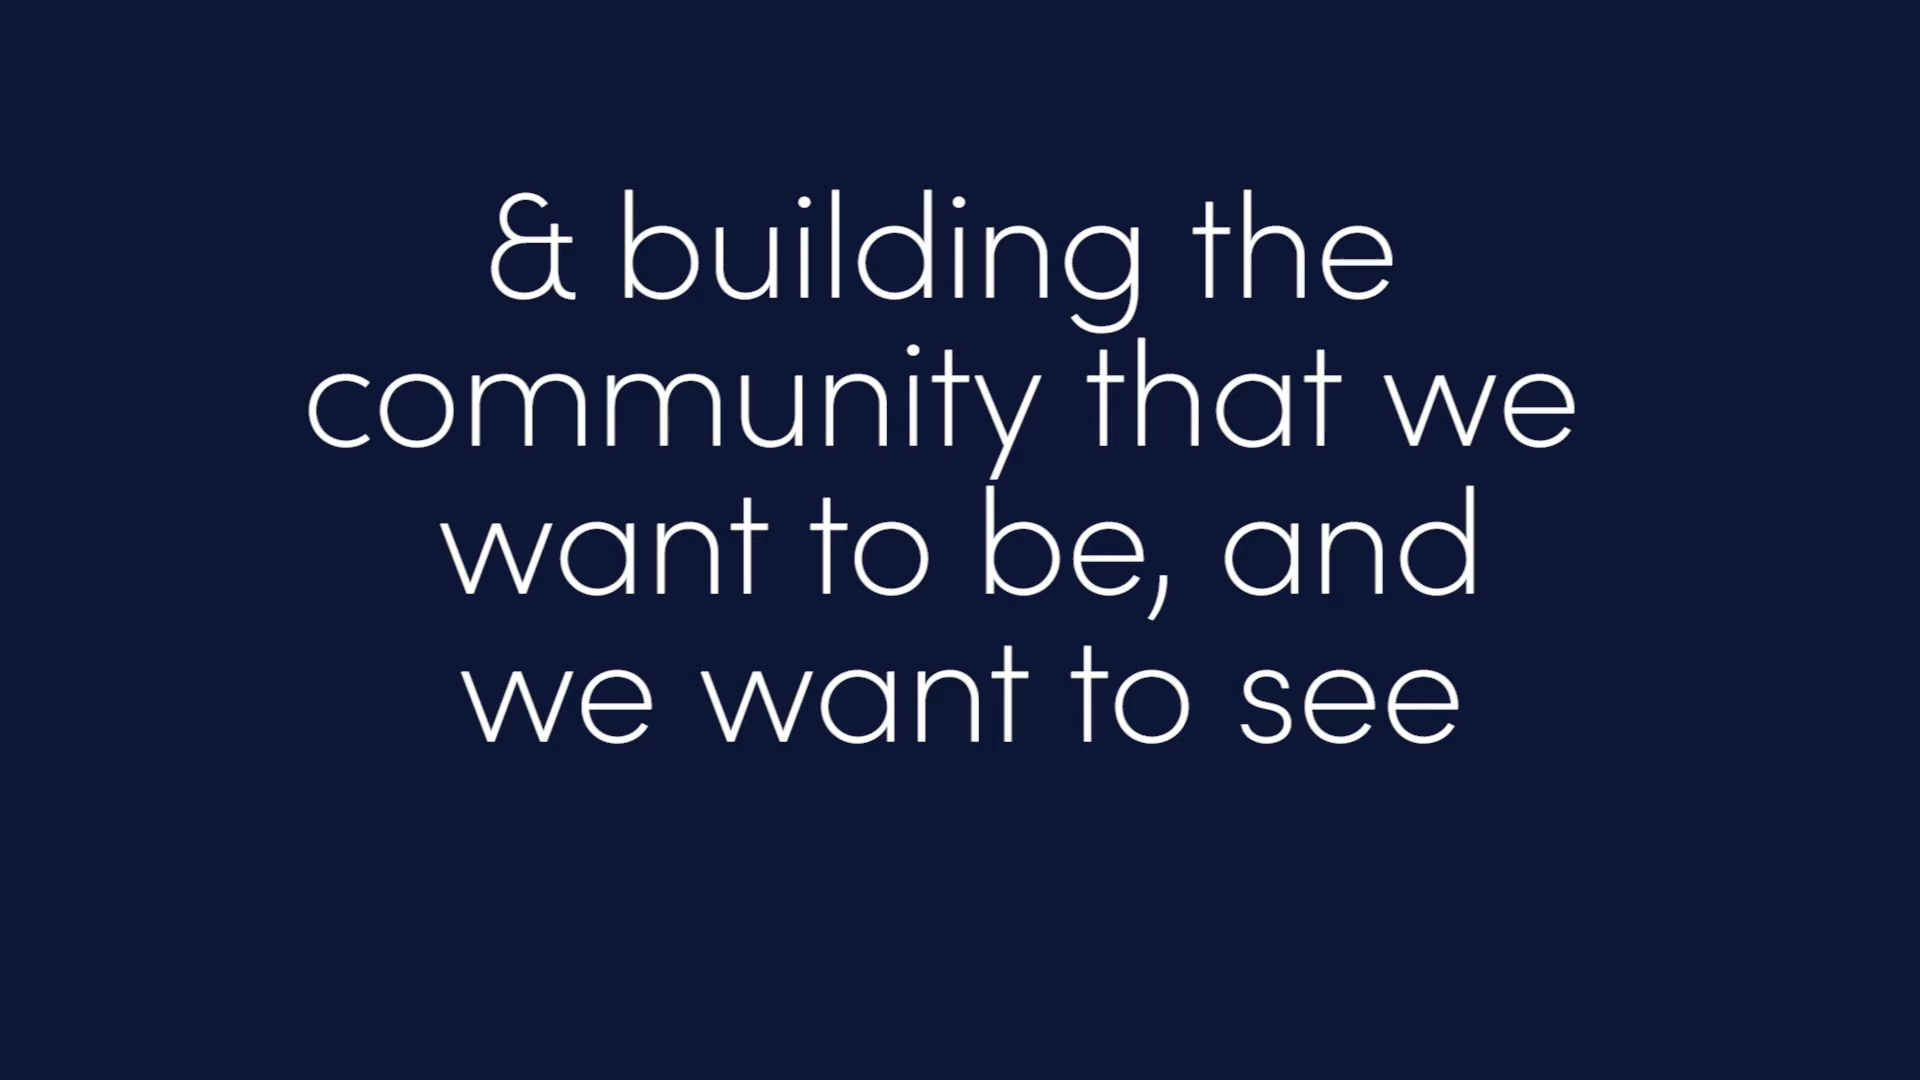 & building the
community that we
want to be, and
we want to see